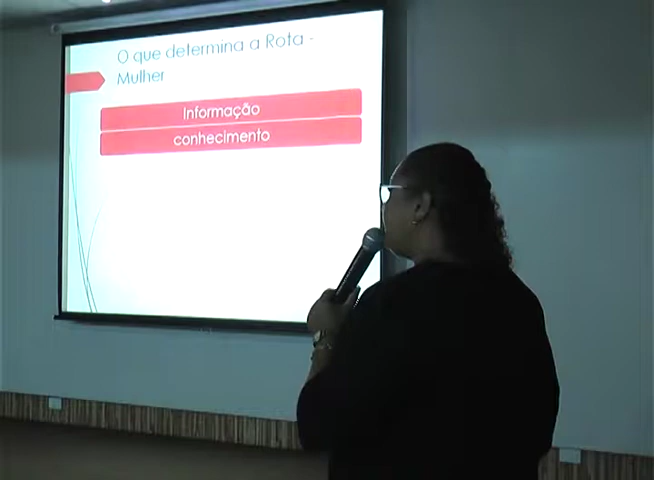 O que determina a Rota -
Mulher
Informação
conhecimento